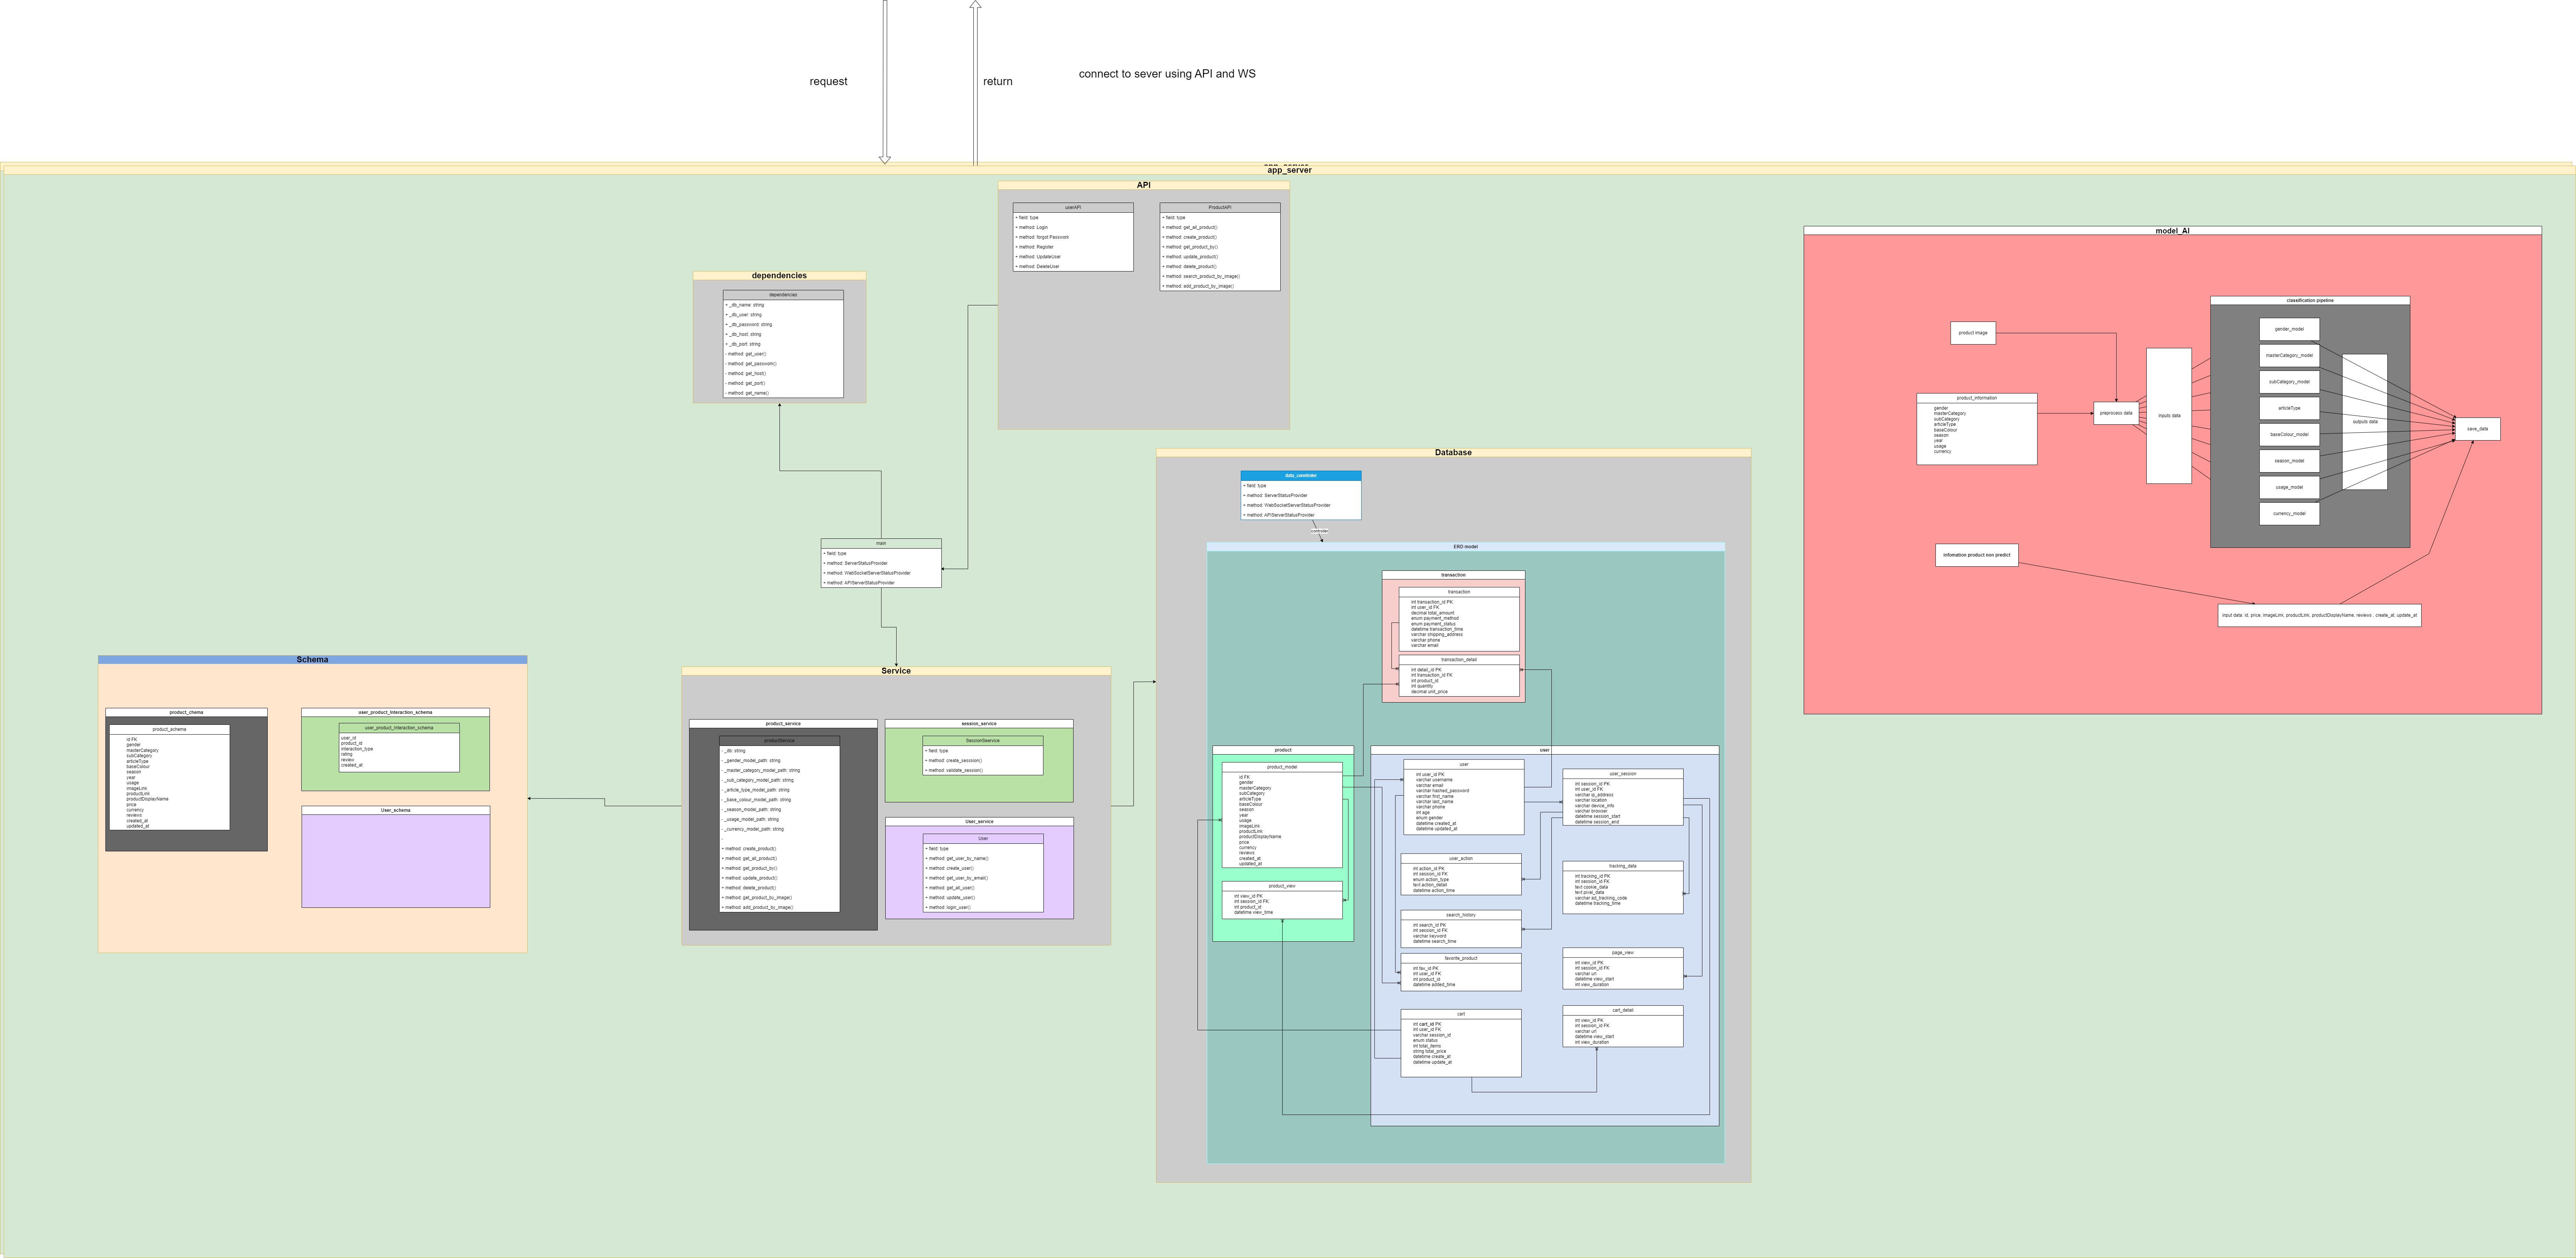 request
return
connect to sever using API and WS
app_server
app_server
API
userAPI
+ field: type
+ method: Login
+ method: forgot Passwork
+ method: Register
+ method: UpdateUser
+ method: DeleteUser
ProductAPI
+ field: type
+ method: get_all_product()
+ method: create_product()
+ method: get_product_by()
+ method: update_product()
+ method: delete_product()
+ method: search_product_by_image()
+ method: add_product_by_image()
dependencies
dependencies
+ _db_name: string
+ _db_user: string
+ _db_password: string
+ _db_host: string
+ _db_port: string
- method: get_user()
- method: get_passwork()
- method: get_host()
- method: get_port()
- method: get_name()
main
+ field: type
+ method: ServerStatusProvider
+ method: WebSocketServerStatusProvider
+ method: APIServerStatusProvider
Schema
product_chema
product_schema
id FK
gender
masterCategory
subCategory
articleType
baseColour
season
year
usage
imageLink
productLink
productDisplayName
price
currency
reviews
created_at
updated_at
user_product_Interaction_schema
user_product_interaction_schema
user_id
product_id
interaction_type
rating
review
created_at
User_schema
Service
product_service
productService
- _db: string
- _gender_model_path: string
- _master_category_model_path: string
- _sub_category_model_path: string
- _article_type_model_path: string
- _base_colour_model_path: string
- _season_model_path: string
- _usage_model_path: string
- _currency_model_path: string
-
+ method: create_product()
+ method: get_all_product()
+ method: get_product_by()
+ method: update_product()
+ method: delete_product()
+ method: get_product_by_image()
+ method: add_product_by_image()
session_service
SessionSeervice
+ field: type
+ method: create_sesssion()
+ method: validate_session()
User_service
User
+ field: type
+ method: get_user_by_name()
+ method: create_user()
+ method: get_user_by_email()
+ method: get_all_user()
+ method: update_user()
+ method: login_user()
Database
+ field: type
+ method: ServerStatusProvider
+ method: WebSocketServerStatusProvider
+ method: APIServerStatusProvider
controller
ERD model
transaction
transaction
int transaction_id PK
int user_id FK
decimal total_amount
enum payment_method
enum payment_status
datetime transaction_time
varchar shipping_address
varchar phone
varchar email
transaction_detail
int detail_id PK
int transaction_id FK
int product_id
int quantity
decimal unit_price
product
product_model
id FK
gender
masterCategory
subCategory
articleType
baseColour
season
year
usage
imageLink
productLink
productDisplayName
price
currency
reviews
created_at
updated_at
product_view
int view_id PK
int session_id FK
int product_id
datetime view_time
user
user
int user_id PK
varchar username
varchar email
varchar hashed_password
varchar first_name
varchar last_name
varchar phone
int age
enum gender
datetime created_at
datetime updated_at
user_session
int session_id PK
int user_id FK
varchar ip_address
varchar location
varchar device_info
varchar browser
datetime session_start
datetime session_end
user_action
int action_id PK
int session_id FK
enum action_type
text action_detail
datetime action_time
tracking_data
int tracking_id PK
int session_id FK
text cookie_data
text pixel_data
varchar ad_tracking_code
datetime tracking_time
search_history
int search_id PK
int session_id FK
varchar keyword
datetime search_time
favorite_product
int fav_id PK
int user_id FK
int product_id
datetime added_time
page_view
int view_id PK
int session_id FK
varchar url
datetime view_start
int view_duration
cart
int cart_id PK
int user_id FK
varchar session_id
enum status
int total_items
string total_price
datetime create_at
datetime update_at
cart_detail
int view_id PK
int session_id FK
varchar url
datetime view_start
int view_duration
model_AI
product image
product_information
gender
masterCategory
subCategory
articleType
baseColour
season
year
usage
currency
preprocess data
inputs data
classification pipeline
gender_model
masterCategory_model
subCategory_model
articleType
baseColour_model
season_model
usage_model
currency_model
outputs data
save_data
infomation product non predict
input data: id, price, imageLink, productLink, productDisplayName, reviews , create_at, update_at